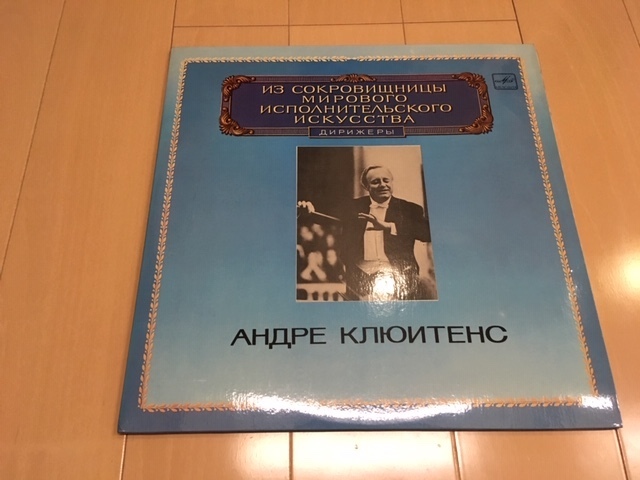 ИЗ СОКРОВИЩНИЦЫ
МИРОВОГО
ИСПОЛНИТЕЛЬСКОГО
ИСКУССТВА
ДИРИЖЕРЫ
АНДРЕ КЛЮИТЕНС